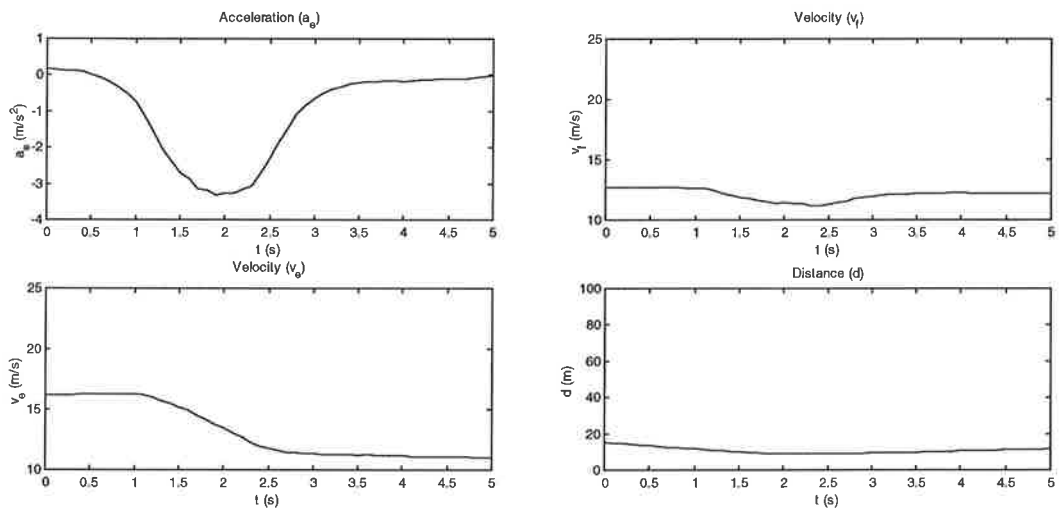 Acceleration (a_e)
a_e (m/s²)
1
0
-1
-2
-3
-4
0 0.5 1 1.5 2 2.5 3 3.5 4 4.5 5
t (s)
Velocity (v_f)
v_f (m/s)
25
20
15
10
0 0.5 1 1.5 2 2.5 3 3.5 4 4.5 5
t (s)
Velocity (v_e)
v_e (m/s)
25
20
15
10
0 0.5 1 1.5 2 2.5 3 3.5 4 4.5 5
t (s)
Distance (d)
d (m)
100
80
60
40
20
0
0 0.5 1 1.5 2 2.5 3 3.5 4 4.5 5
t (s)